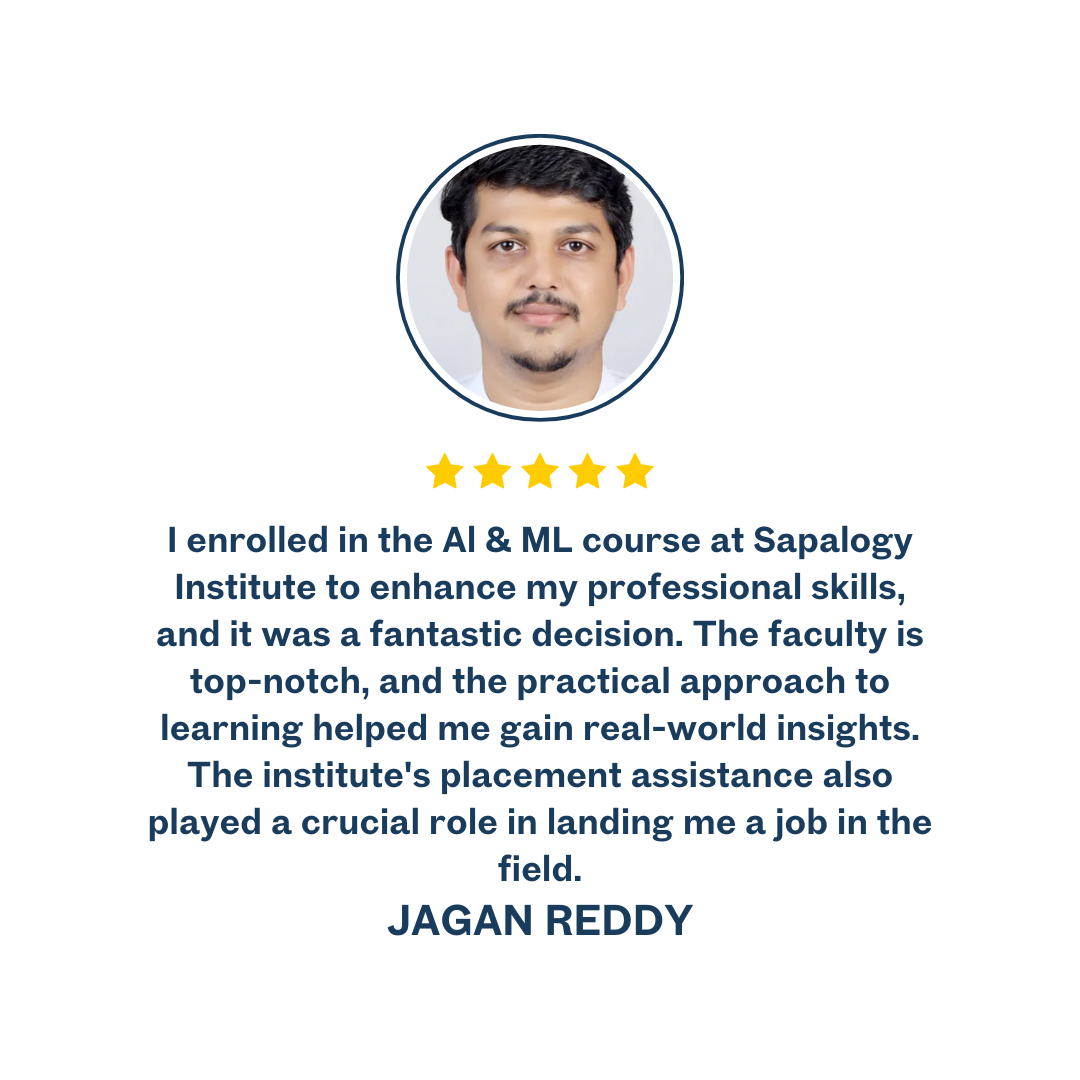 I enrolled in the AI & ML course at Sapalogy
Institute to enhance my professional skills,
and it was a fantastic decision. The faculty is
top-notch, and the practical approach to
learning helped me gain real-world insights.
The institute's placement assistance also
played a crucial role in landing me a job in the
field.
JAGAN REDDY